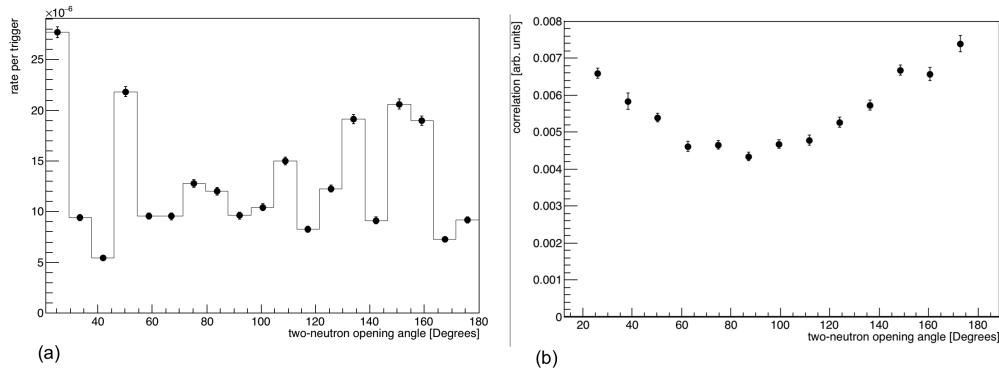 ×10⁻⁶
rate per trigger
25
20
15
10
5
0
40 60 80 100 120 140 160 180
two-neutron opening angle [Degrees]
(a)
correlation [arb. units]
0.008
0.007
0.006
0.005
0.004
0.003
0.002
0.001
0
20 40 60 80 100 120 140 160 180
two-neutron opening angle [Degrees]
(b)